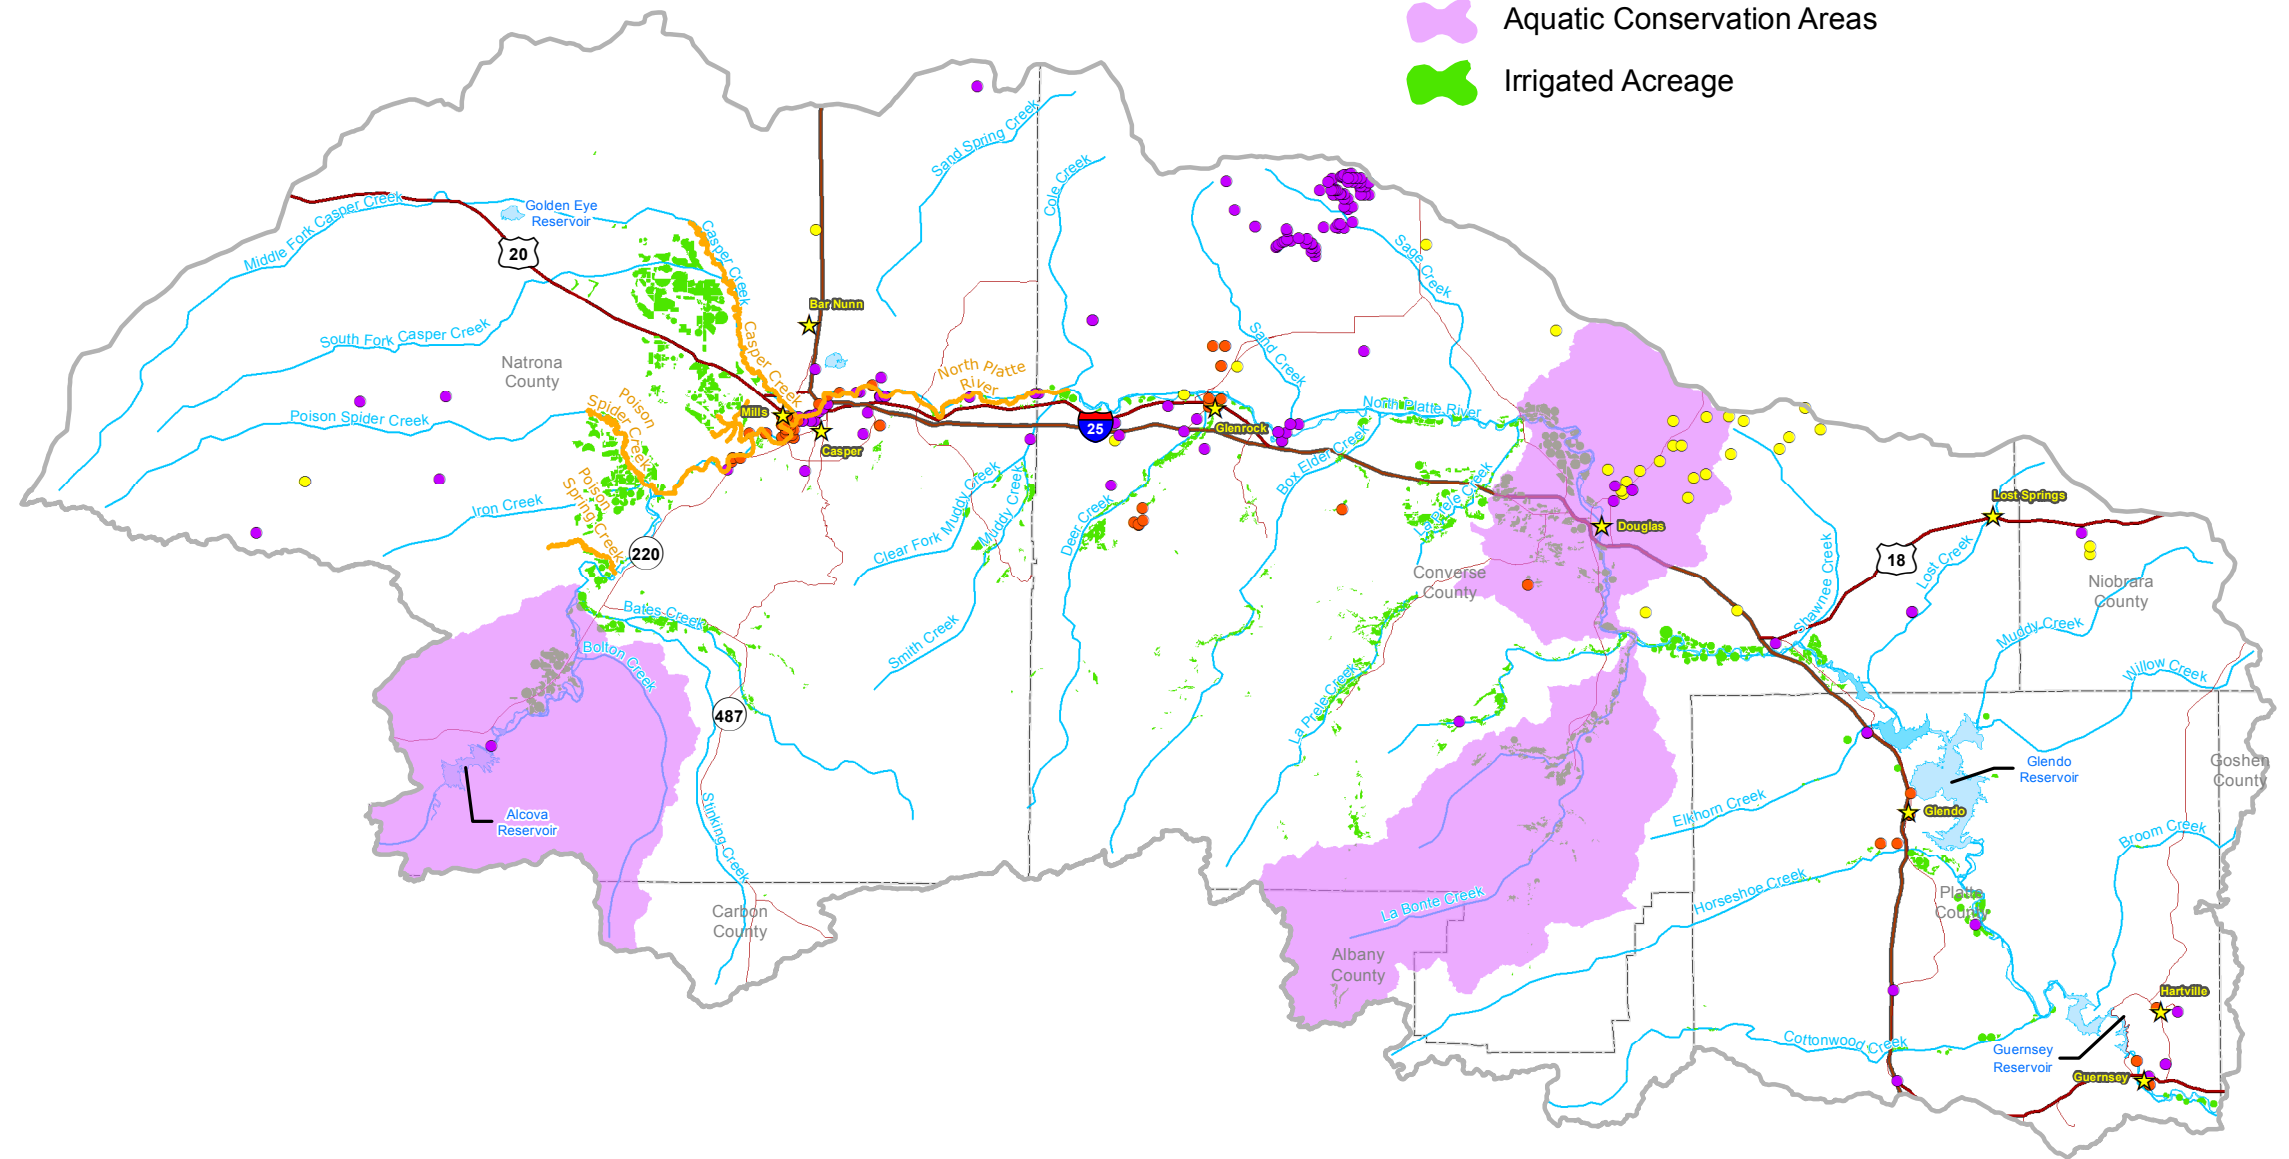 Aquatic Conservation Areas
Irrigated Acreage
Sand Spring Creek
Cole Creek
Middle Fork Casper Creek
Golden Eye
Reservoir
Casper Creek
20
Sage Creek
Bar Nunn
South Fork Casper Creek
Natrona
County
Casper Creek
Sand Creek
North Platte
River
Poison
Spider Creek
Mills
Poison Spider Creek
North Platte River
25
Glenrock
Casper
Box Elder Creek
Poison
Spring Creek
Iron Creek
Clear Fork Muddy Creek
Muddy Creek
Deer Creek
La Prele Creek
Lost Springs
Douglas
220
18
Lost Creek
Shawnee Creek
Converse
County
Niobrara
County
Bates Creek
Smith Creek
Muddy Creek
Bolton Creek
Willow Creek
La Prele Creek
487
Glendo
Reservoir
Goshen
County
Alcova
Reservoir
Stinking Creek
Elkhorn Creek
Glendo
Broom Creek
Horseshoe Creek
La Bonte Creek
Platte
County
Carbon
County
Albany
County
Hartville
Cottonwood Creek
Guernsey
Reservoir
Guernsey